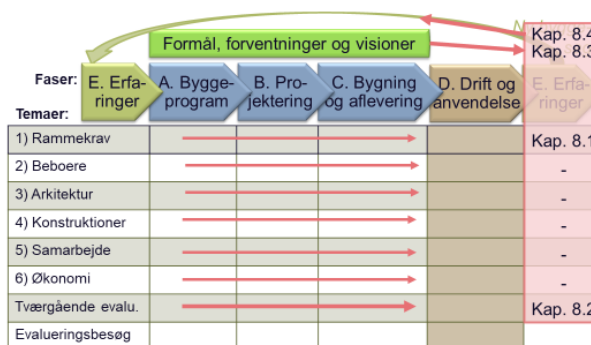 Kap. 8.4
Formål, forventninger og visioner
Kap. 8.3
Faser:
E. Erfa-
ringer
A. Bygge-
program
B. Pro-
jektering
C. Bygning
og aflevering
D. Drift og
anvendelse
E. Erfa-
ringer
Temaer:
1) Rammekrav
Kap. 8.1
2) Beboere
-
3) Arkitektur
-
4) Konstruktioner
-
5) Samarbejde
-
6) Økonomi
-
Tværgående evalu.
Kap. 8.2
Evalueringsbesøg